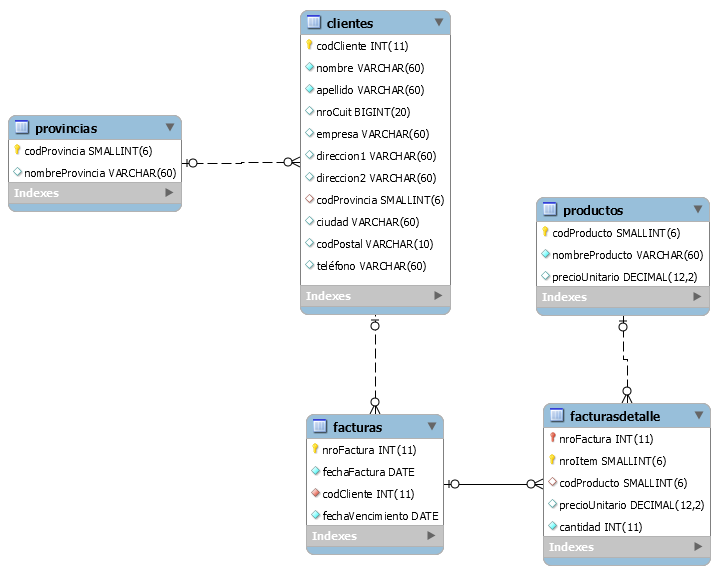 clientes
codCliente INT(11)
nombre VARCHAR(60)
apellido VARCHAR(60)
nroCuit BIGINT(20)
empresa VARCHAR(60)
direccion1 VARCHAR(60)
direccion2 VARCHAR(60)
codProvincia SMALLINT(6)
ciudad VARCHAR(60)
codPostal VARCHAR(10)
teléfono VARCHAR(60)
Indexes
provincias
codProvincia SMALLINT(6)
nombreProvincia VARCHAR(60)
Indexes
productos
codProducto SMALLINT(6)
nombreProducto VARCHAR(60)
precioUnitario DECIMAL(12,2)
Indexes
facturas
nroFactura INT(11)
fechaFactura DATE
codCliente INT(11)
fechaVencimiento DATE
Indexes
facturasdetalle
nroFactura INT(11)
nroItem SMALLINT(6)
codProducto SMALLINT(6)
precioUnitario DECIMAL(12,2)
cantidad INT(11)
Indexes